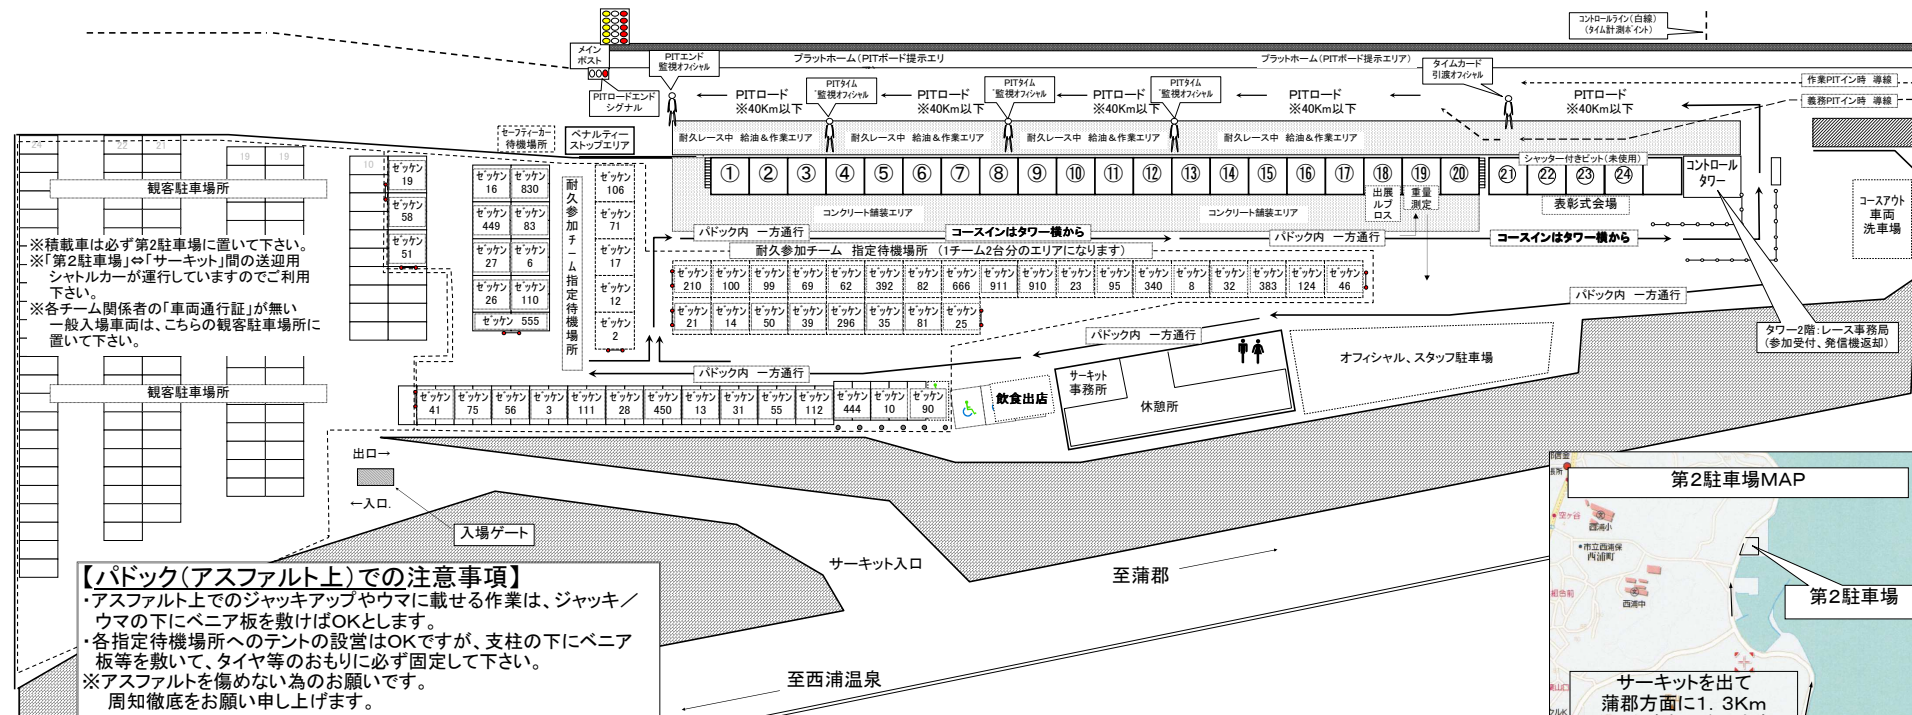 コントロールライン（白線）
（タイム計測ポイント）
メイン
ポスト
PITエンド
監視オフィシャル
プラットホーム（PITボード提示エリ
プラットホーム（PITボード提示エリア）
タイムカード
引渡オフィシャル
PITロードエンド
シグナル
PITタイム
監視オフィシャル
PITタイム
監視オフィシャル
PITタイム
監視オフィシャル
PITロード
※40Km以下
PITロード
※40Km以下
PITロード
※40Km以下
PITロード
※40Km以下
PITロード
※40Km以下
作業PITイン時 導線
義務PITイン時 導線
セーフティーカー
待機場所
ペナルティー
ストップエリア
耐久レース中 給油＆作業エリア
耐久レース中 給油＆作業エリア
耐久レース中 給油＆作業エリア
耐久レース中 給油＆作業エリア
① ② ③ ④ ⑤ ⑥ ⑦ ⑧ ⑨ ⑩ ⑪ ⑫ ⑬ ⑭ ⑮ ⑯ ⑰ ⑱ ⑲ ⑳ ㉑ ㉒ ㉓ ㉔
シャッター付きピット（未使用）
コントロール
タワー
出展
ルブ
ロス
重量
測定
表彰式会場
コースアウト
車両
洗車場
コンクリート舗装エリア
コンクリート舗装エリア
パドック内 一方通行
コースインはタワー横から
パドック内 一方通行
コースインはタワー横から
耐久参加チーム 指定待機場所 （1チーム2台分のエリアになります）
24
22
21
19
19
10
観客駐車場所
※積載車は必ず第2駐車場に置いて下さい。
※「第2駐車場」⇔「サーキット」間の送迎用
シャトルカーが運行していますのでご利用
下さい。
※各チーム関係者の「車両通行証」が無い
一般入場車両は、こちらの観客駐車場所に
置いて下さい。
観客駐車場所
ゼッケン
19
ゼッケン
58
ゼッケン
51
ゼッケン ゼッケン
16 830
ゼッケン ゼッケン
449 83
ゼッケン ゼッケン
27 6
ゼッケン ゼッケン
26 110
ゼッケン 555
耐久参加チーム指定待機場所
ゼッケン
106
ゼッケン
71
ゼッケン
17
ゼッケン
12
ゼッケン
2
ゼッケン ゼッケン ゼッケン ゼッケン ゼッケン ゼッケン ゼッケン ゼッケン ゼッケン ゼッケン ゼッケン ゼッケン ゼッケン ゼッケン ゼッケン ゼッケン ゼッケン ゼッケン
210 100 99 69 62 392 82 666 911 910 23 95 340 8 32 383 124 46
ゼッケン ゼッケン ゼッケン ゼッケン ゼッケン ゼッケン ゼッケン ゼッケン
21 14 50 39 296 35 81 25
パドック内 一方通行
パドック内 一方通行
パドック内 一方通行
ゼッケン ゼッケン ゼッケン ゼッケン ゼッケン ゼッケン ゼッケン ゼッケン ゼッケン ゼッケン ゼッケン ゼッケン ゼッケン ゼッケン
41 75 56 3 111 28 450 13 31 55 112 444 10 90
飲食出店
サーキット
事務所
休憩所
オフィシャル、スタッフ駐車場
タワー2階：レース事務局
（参加受付、発信機返却）
出口→
←入口.
入場ゲート
サーキット入口
至蒲郡
至西浦温泉
【パドック（アスファルト上）での注意事項】
・アスファルト上でのジャッキアップやウマに載せる作業は、ジャッキ／
ウマの下にベニア板を敷けばOKとします。
・各指定待機場所へのテントの設営はOKですが、支柱の下にベニア
板等を敷いて、タイヤ等のおもりに必ず固定して下さい。
※アスファルトを傷めない為のお願いです。
周知徹底をお願い申し上げます。
第2駐車場MAP
空ヶ谷
西浦小
市立西浦保
西浦町
西浦中
第2駐車場
サーキットを出て
蒲郡方面に1．3Km